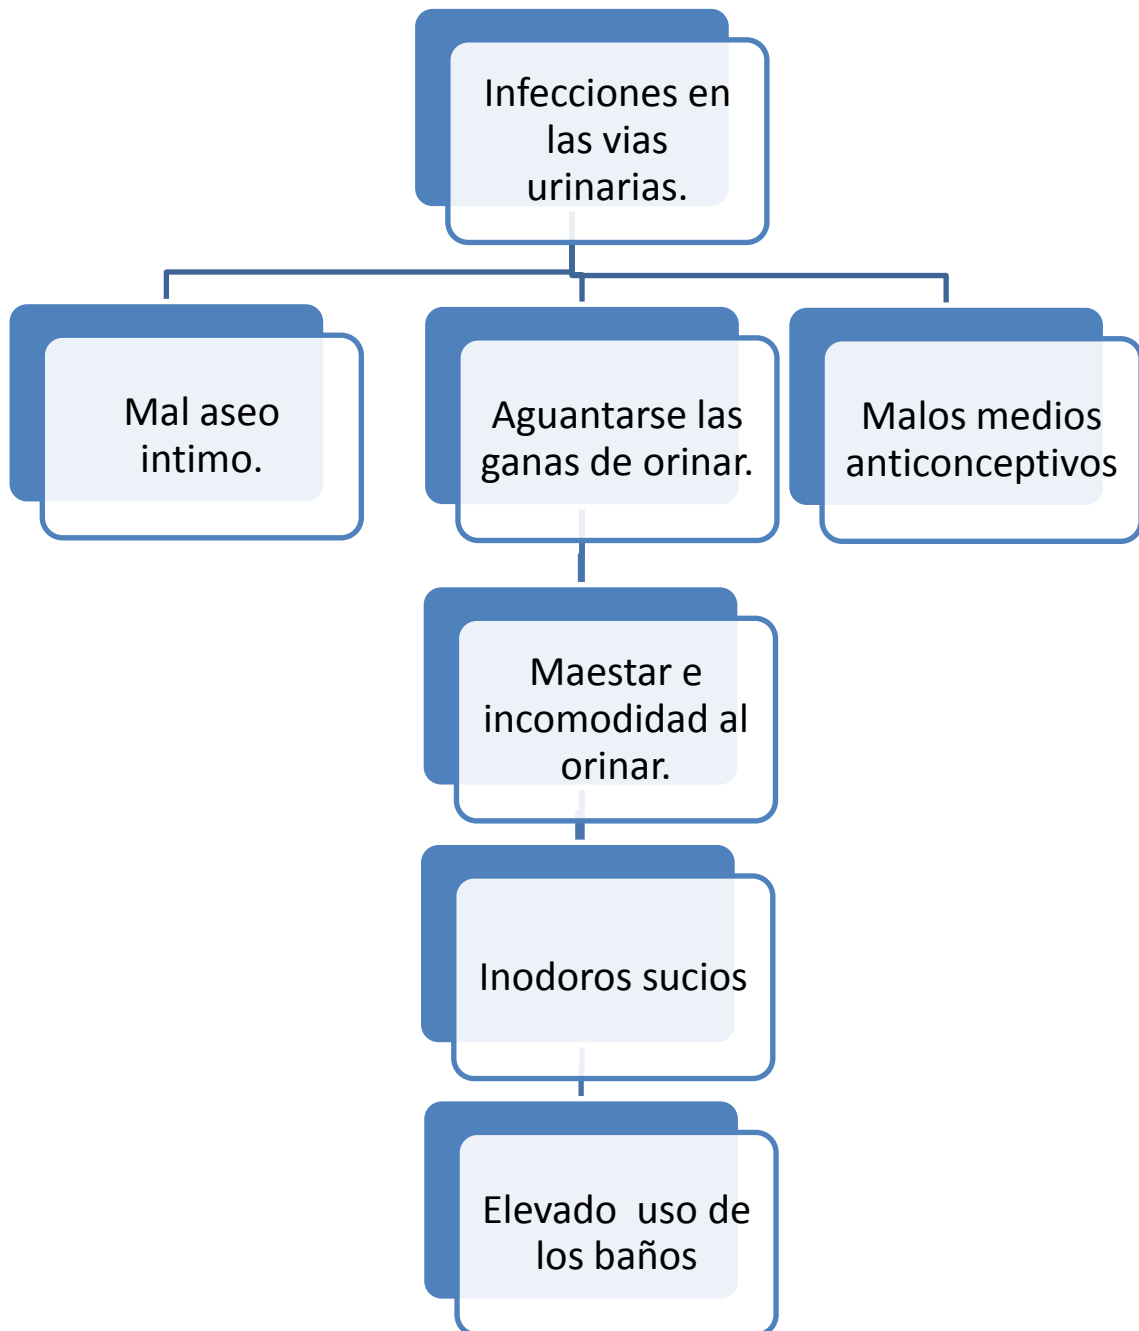 Infecciones en
las vias
urinarias.
Mal aseo
intimo.
Aguantarse las
ganas de orinar.
Malos medios
anticonceptivos
Maestar e
incomodidad al
orinar.
Inodoros sucios
Elevado  uso de
los baños